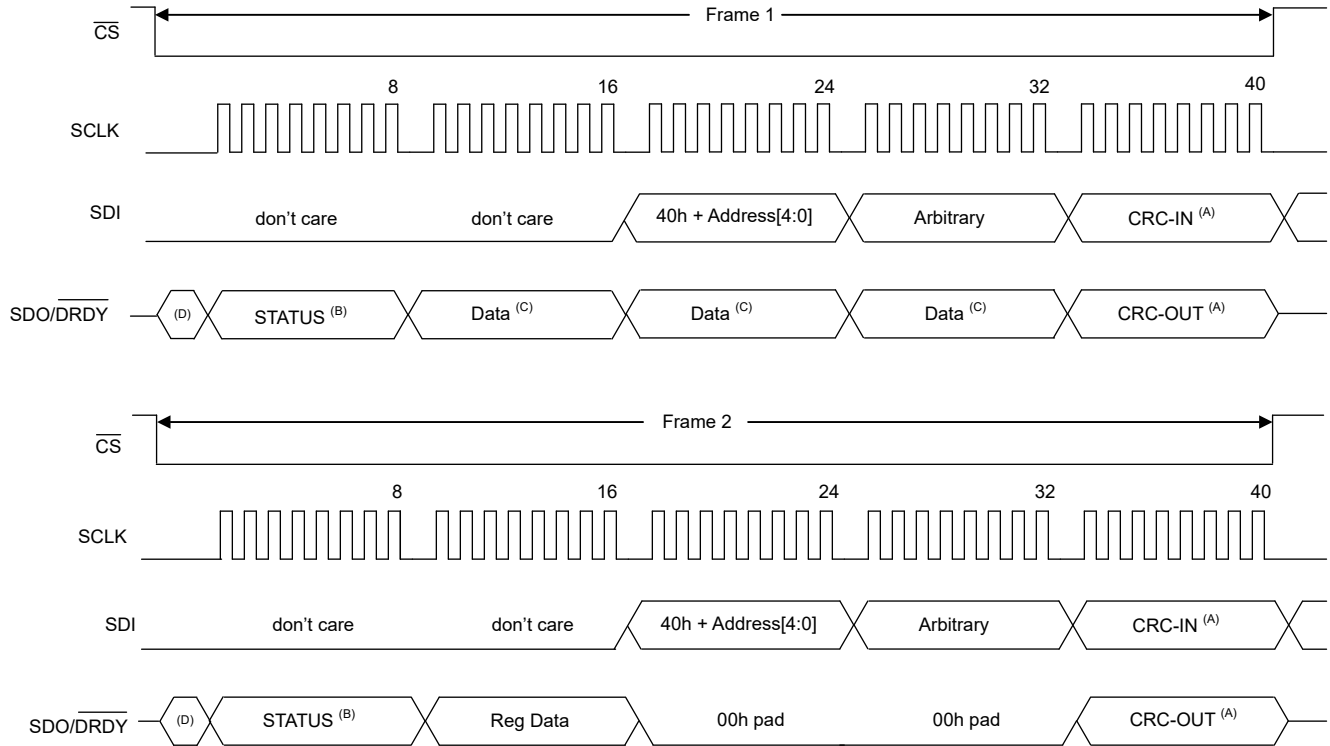 Frame 1
CS
8 16 24 32 40
SCLK
SDI don't care don't care 40h + Address[4:0] Arbitrary CRC-IN (A)
SDO/DRDY (D) STATUS (B) Data (C) Data (C) Data (C) CRC-OUT (A)
Frame 2
CS
8 16 24 32 40
SCLK
SDI don't care don't care 40h + Address[4:0] Arbitrary CRC-IN (A)
SDO/DRDY (D) STATUS (B) Reg Data 00h pad 00h pad CRC-OUT (A)